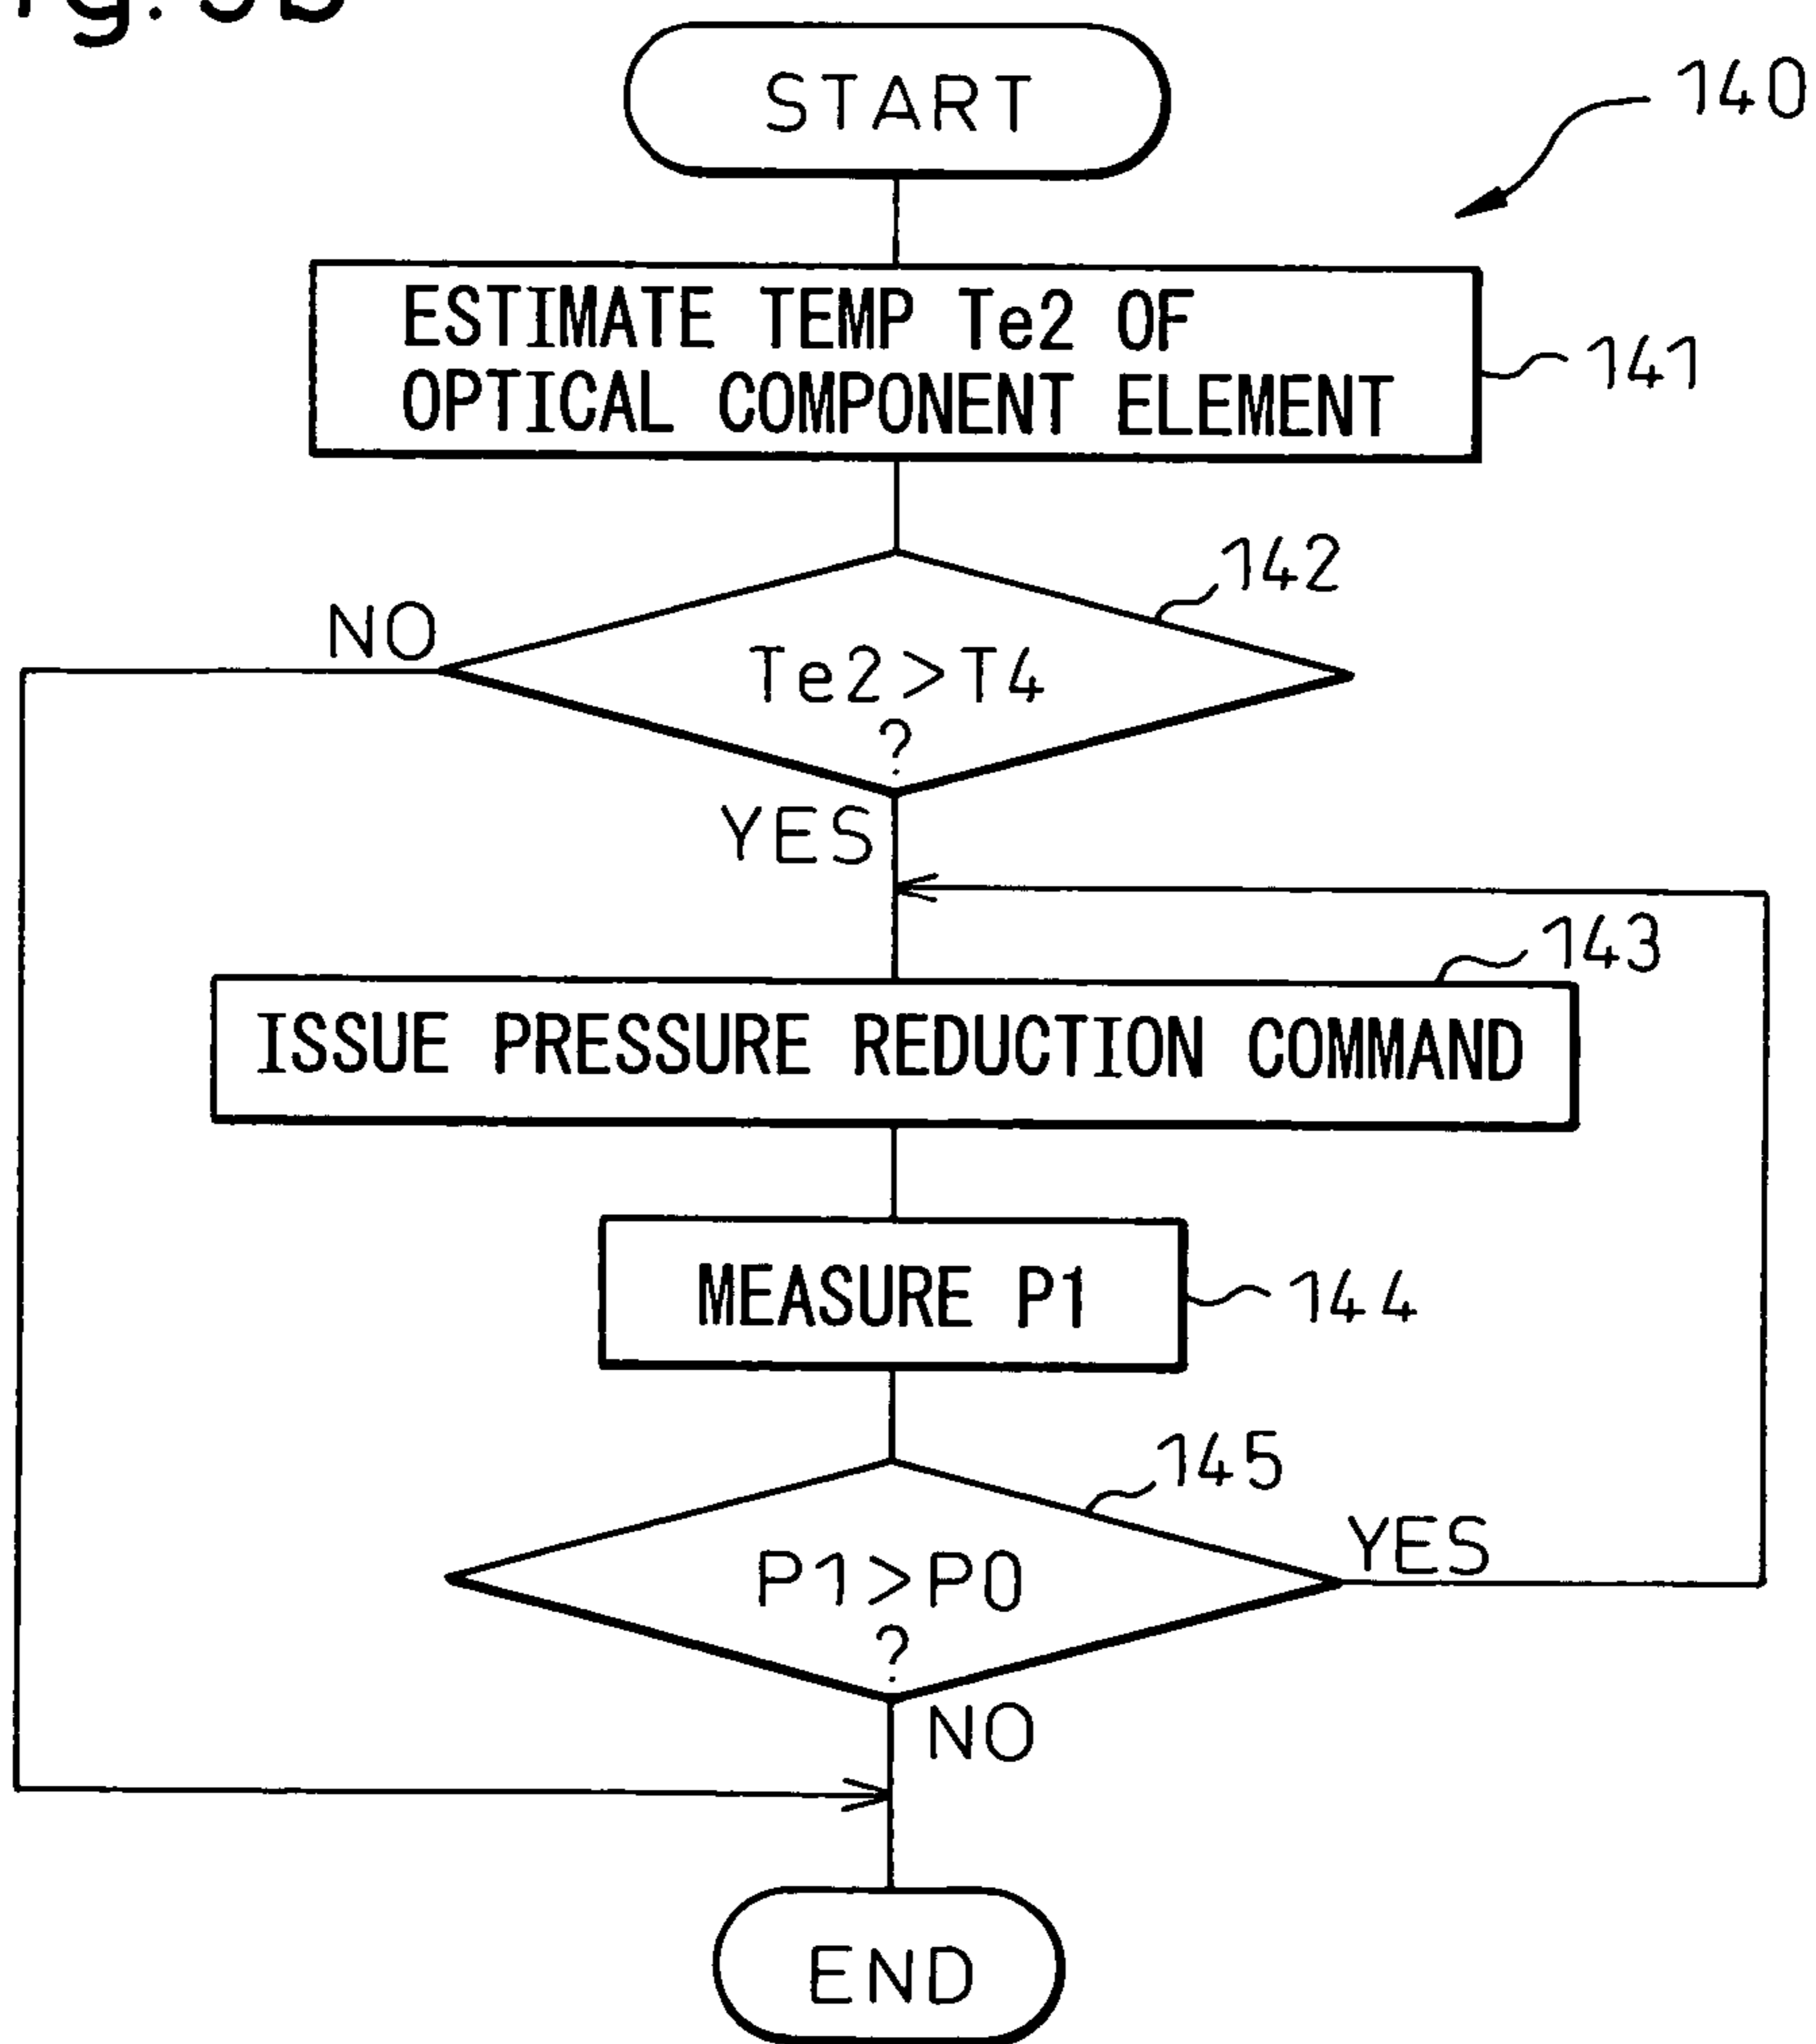 START
140
ESTIMATE TEMP Te2 OF
OPTICAL COMPONENT ELEMENT
141
142
NO
Te2>T4
?
YES
143
ISSUE PRESSURE REDUCTION COMMAND
MEASURE P1
144
145
P1>P0
?
YES
NO
END